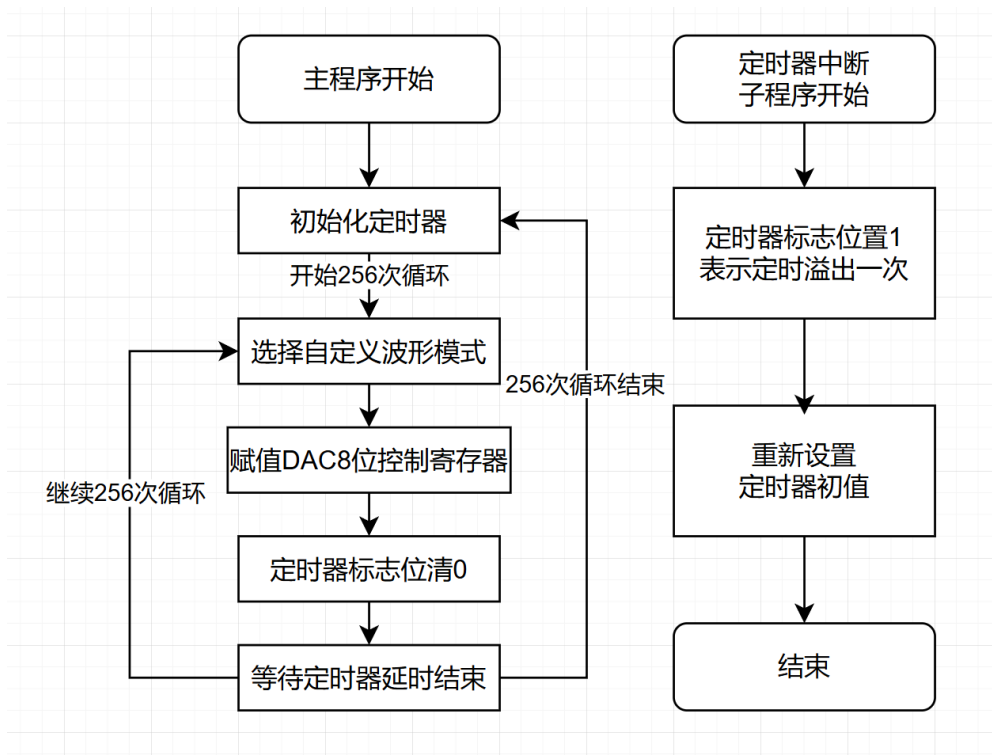 主程序开始
初始化定时器
开始256次循环
选择自定义波形模式
赋值DAC8位控制寄存器
定时器标志位清0
等待定时器延时结束
继续256次循环
256次循环结束
定时器中断
子程序开始
定时器标志位置1
表示定时溢出一次
重新设置
定时器初值
结束